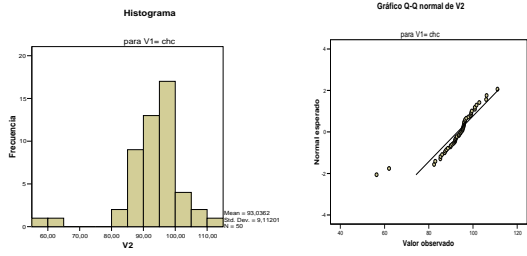 Histograma
para V1= chc
20
15
10
5
0
Frecuencia
60,00 70,00 80,00 90,00 100,00 110,00
V2
Mean = 93,0362
Std. Dev. = 9,11201
N = 50
Gráfico Q-Q normal de V2
para V1= chc
4
2
0
-2
-4
Normal esperado
40 60 80 100 120
Valor observado